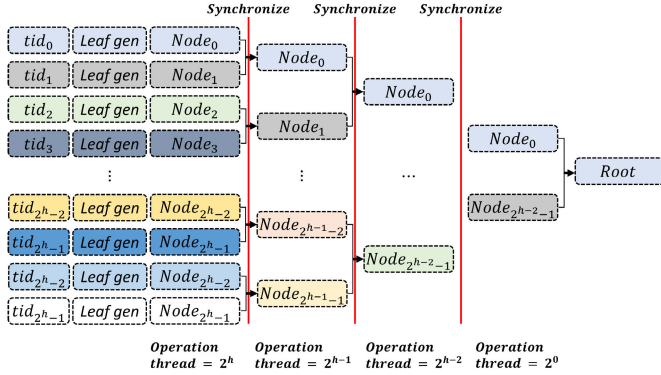 Synchronize Synchronize Synchronize
tid₀ Leaf gen Node₀
tid₁ Leaf gen Node₁
Node₀
tid₂ Leaf gen Node₂
Node₀
tid₃ Leaf gen Node₃
Node₁
Node₀
⋮ ⋮ ...
Root
tid₂ʰ₋₂ Leaf gen Node₂ʰ₋₂
Node₂ʰ⁻¹₋₂
Node₂ʰ⁻²₋₁
tid₂ʰ₋₁ Leaf gen Node₂ʰ₋₁
Node₂ʰ⁻²₋₁
tid₂ʰ₋₂ Leaf gen Node₂ʰ₋₂
Node₂ʰ⁻¹₋₁
tid₂ʰ₋₁ Leaf gen Node₂ʰ₋₁
Operation Operation Operation Operation
thread = 2ʰ thread = 2ʰ⁻¹ thread = 2ʰ⁻² thread = 2⁰